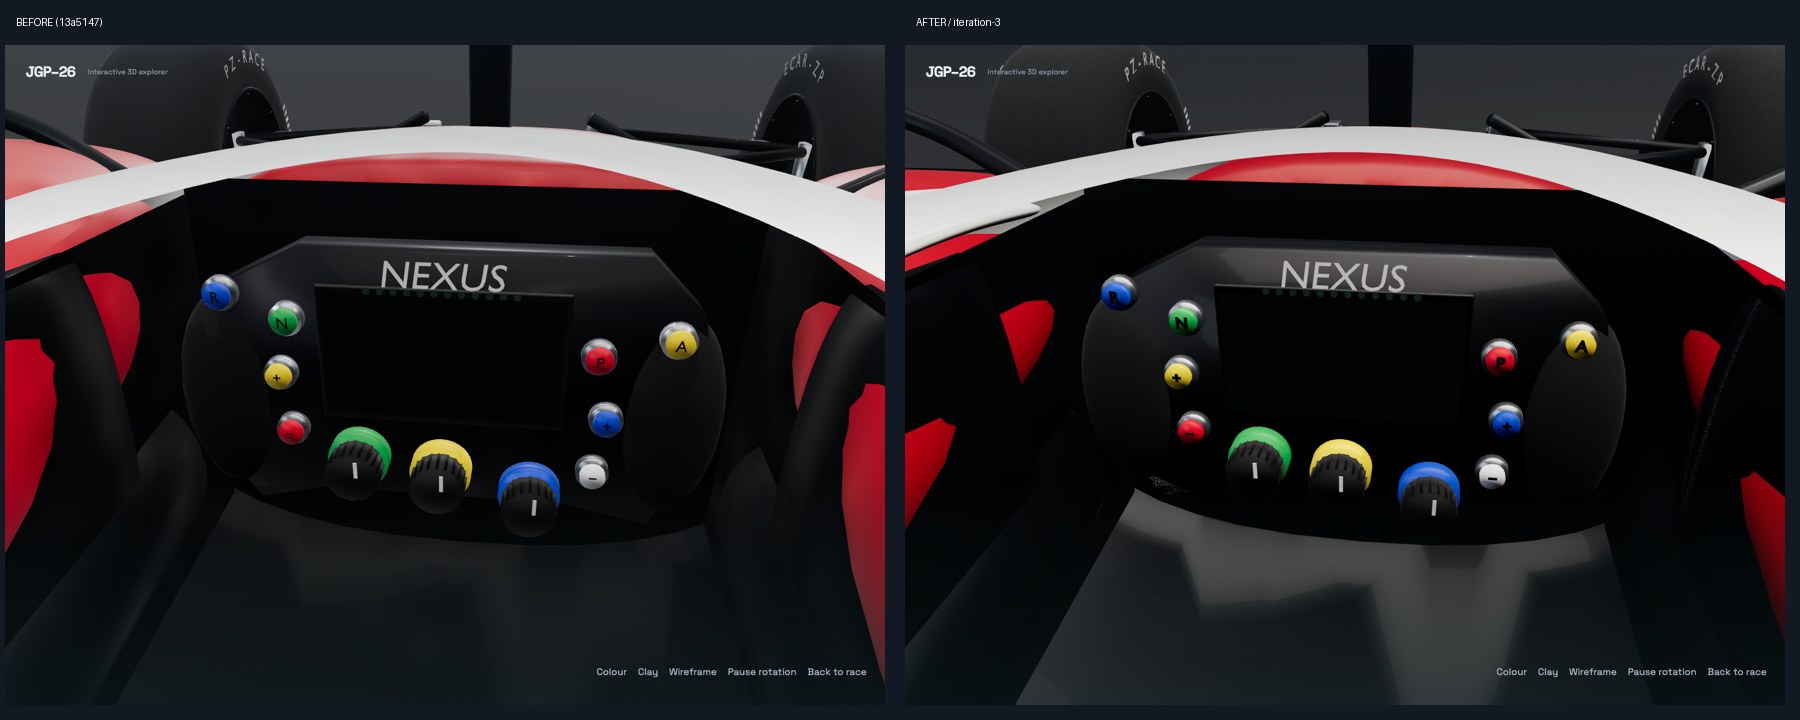 BEFORE (13a5147)
AFTER / iteration-3
JGP-26 Interactive 3D explorer
PZ-RACE
ECAR-ZP
NEXUS
R
N
+
-
P
A
+
-
Colour Clay Wireframe Pause rotation Back to race
JGP-26 Interactive 3D explorer
PZ-RACE
ECAR-ZP
NEXUS
R
N
+
-
P
A
+
-
Colour Clay Wireframe Pause rotation Back to race